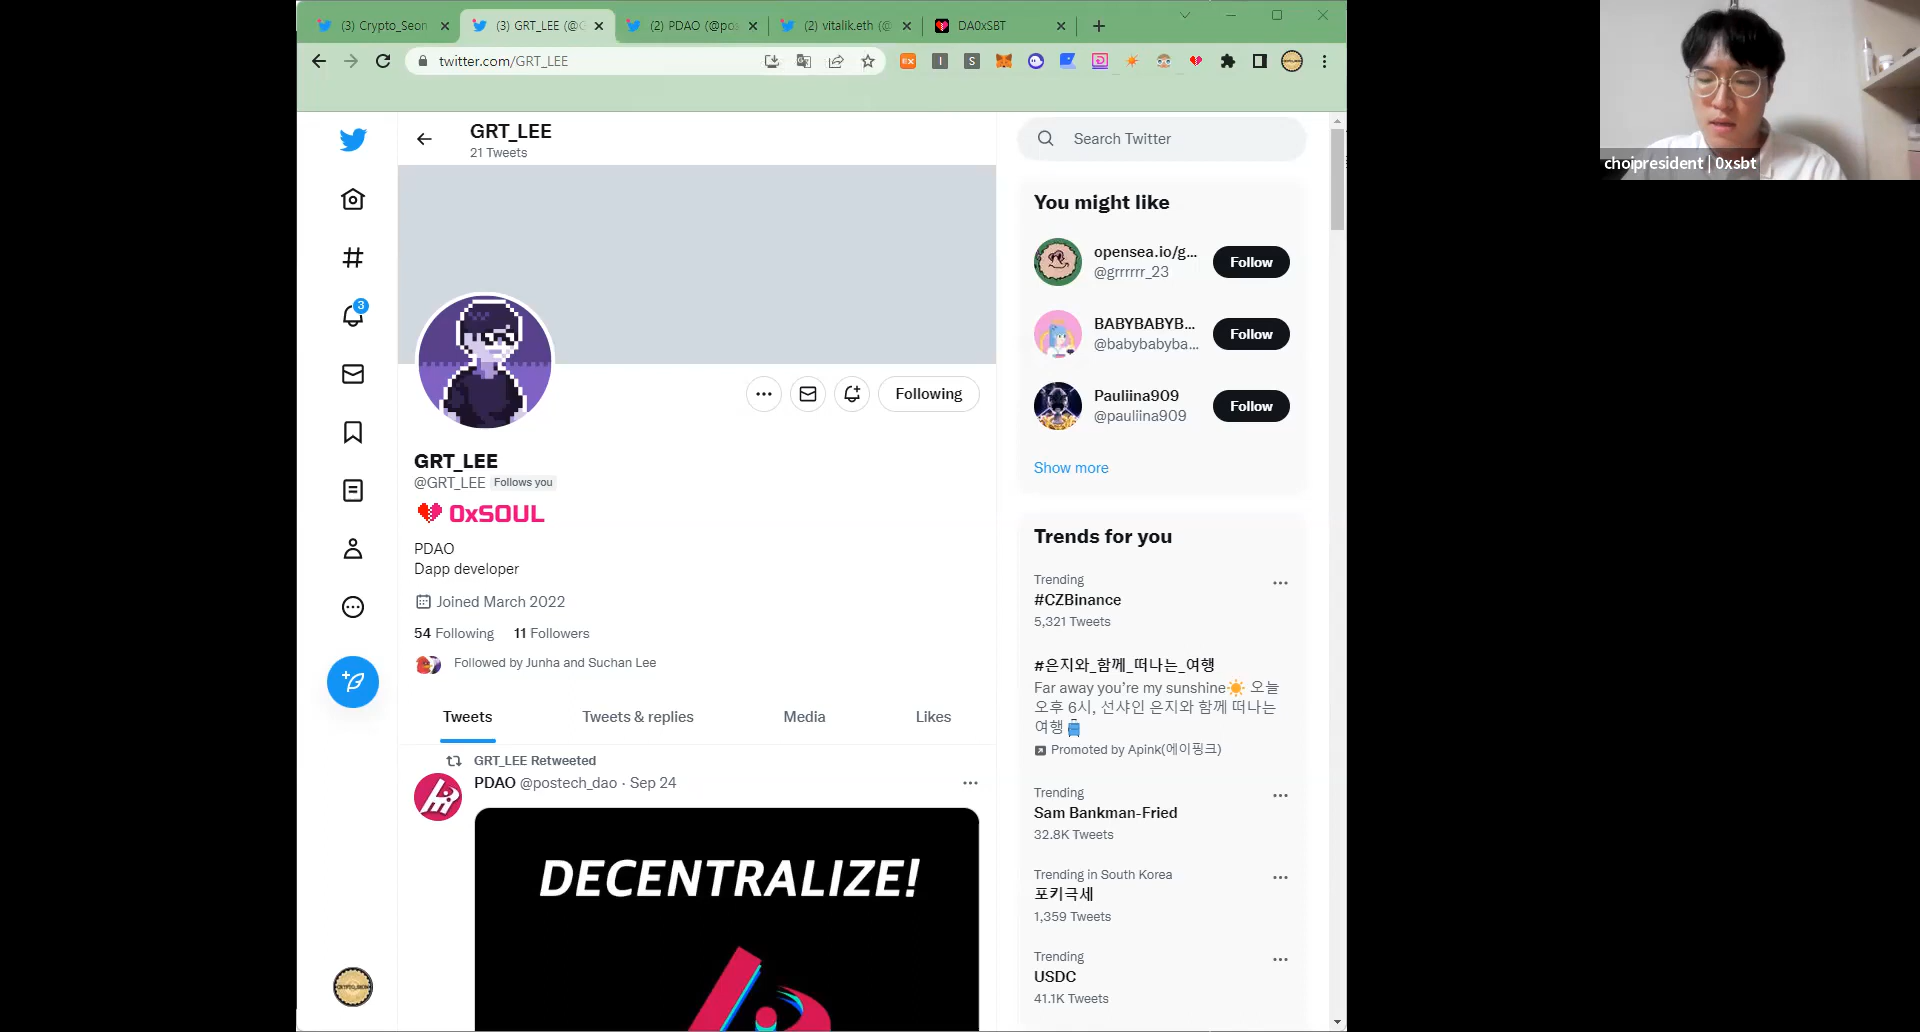 (3) Crypto_Seon
(3) GRT_LEE (@G
(2) PDAO (@pos
(2) vitalik.eth (@
DA0xSBT
twitter.com/GRT_LEE
GRT_LEE
21 Tweets
Search Twitter
You might like
opensea.io/g...
@grrrrrr_23
Follow
BABYBABYB...
@babybabyba...
Follow
Pauliina909
@pauliina909
Follow
Show more
3
Following
GRT_LEE
@GRT_LEE Follows you
0xSOUL
PDAO
Dapp developer
Joined March 2022
54 Following 11 Followers
Followed by Junha and Suchan Lee
Tweets Tweets & replies Media Likes
GRT_LEE Retweeted
PDAO @postech_dao · Sep 24
DECENTRALIZE!
Trends for you
Trending
#CZBinance
5,321 Tweets
#은지와_함께_떠나는_여행
Far away you're my sunshine☀️ 오늘
오후 6시, 선샤인 은지와 함께 떠나는
여행🧳
Promoted by Apink(에이핑크)
Trending
Sam Bankman-Fried
32.8K Tweets
Trending in South Korea
포키극세
1,359 Tweets
Trending
USDC
41.1K Tweets
choipresident | 0xsbt